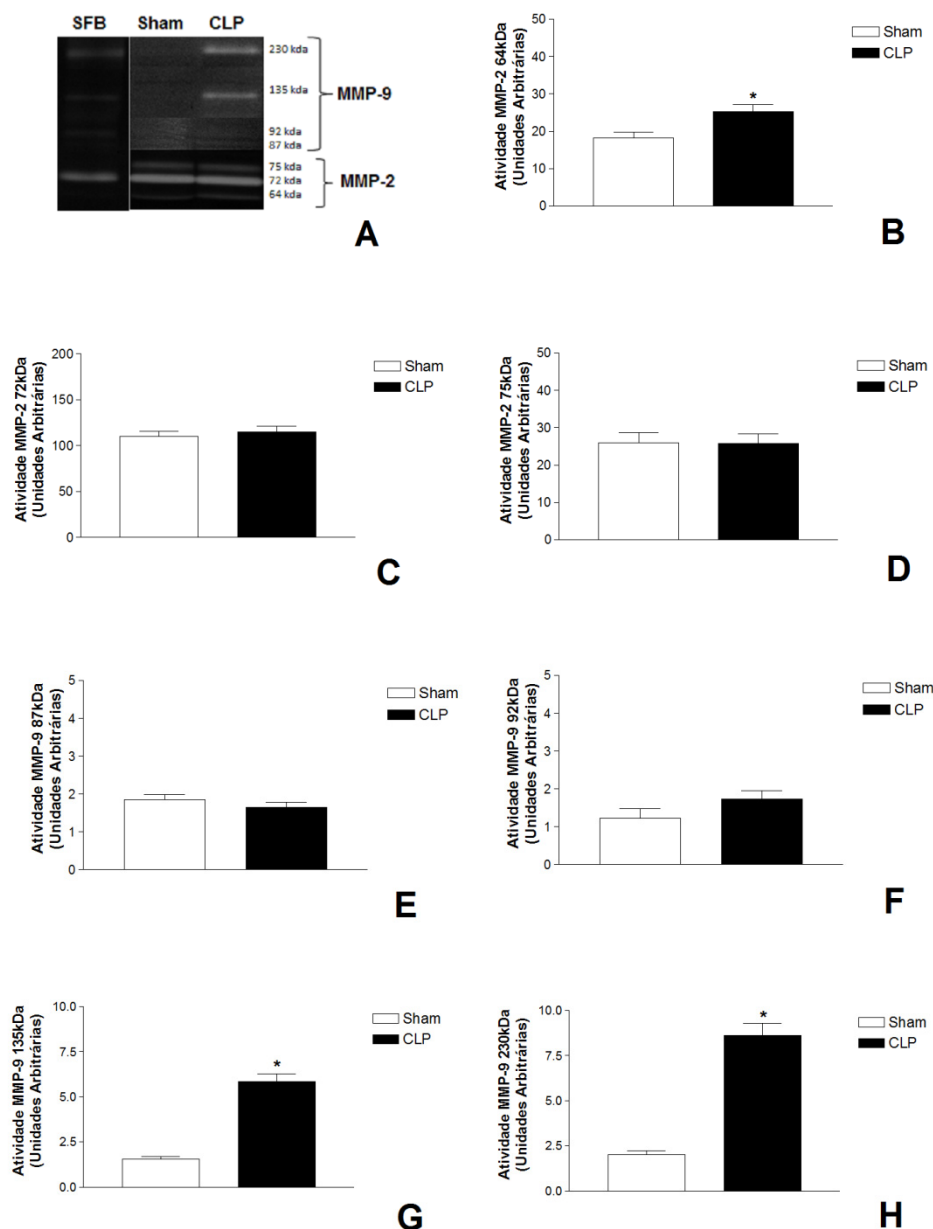 SFB Sham CLP
230 kda
135 kda
MMP-9
92 kda
87 kda
75 kda
72 kda
MMP-2
64 kda
A
Atividade MMP-2 64kDa
(Unidades Arbitrárias)
50
40
30
20
10
0
*
Sham
CLP
B
Atividade MMP-2 72kDa
(Unidades Arbitrárias)
200
150
100
50
0
Sham
CLP
C
Atividade MMP-2 75kDa
(Unidades Arbitrárias)
50
40
30
20
10
0
Sham
CLP
D
Atividade MMP-9 87kDa
(Unidades Arbitrárias)
5
4
3
2
1
0
Sham
CLP
E
Atividade MMP-9 92kDa
(Unidades Arbitrárias)
5
4
3
2
1
0
Sham
CLP
F
Atividade MMP-9 135kDa
(Unidades Arbitrárias)
10.0
7.5
5.0
2.5
0.0
*
Sham
CLP
G
Atividade MMP-9 230kDa
(Unidades Arbitrárias)
10.0
7.5
5.0
2.5
0.0
*
Sham
CLP
H